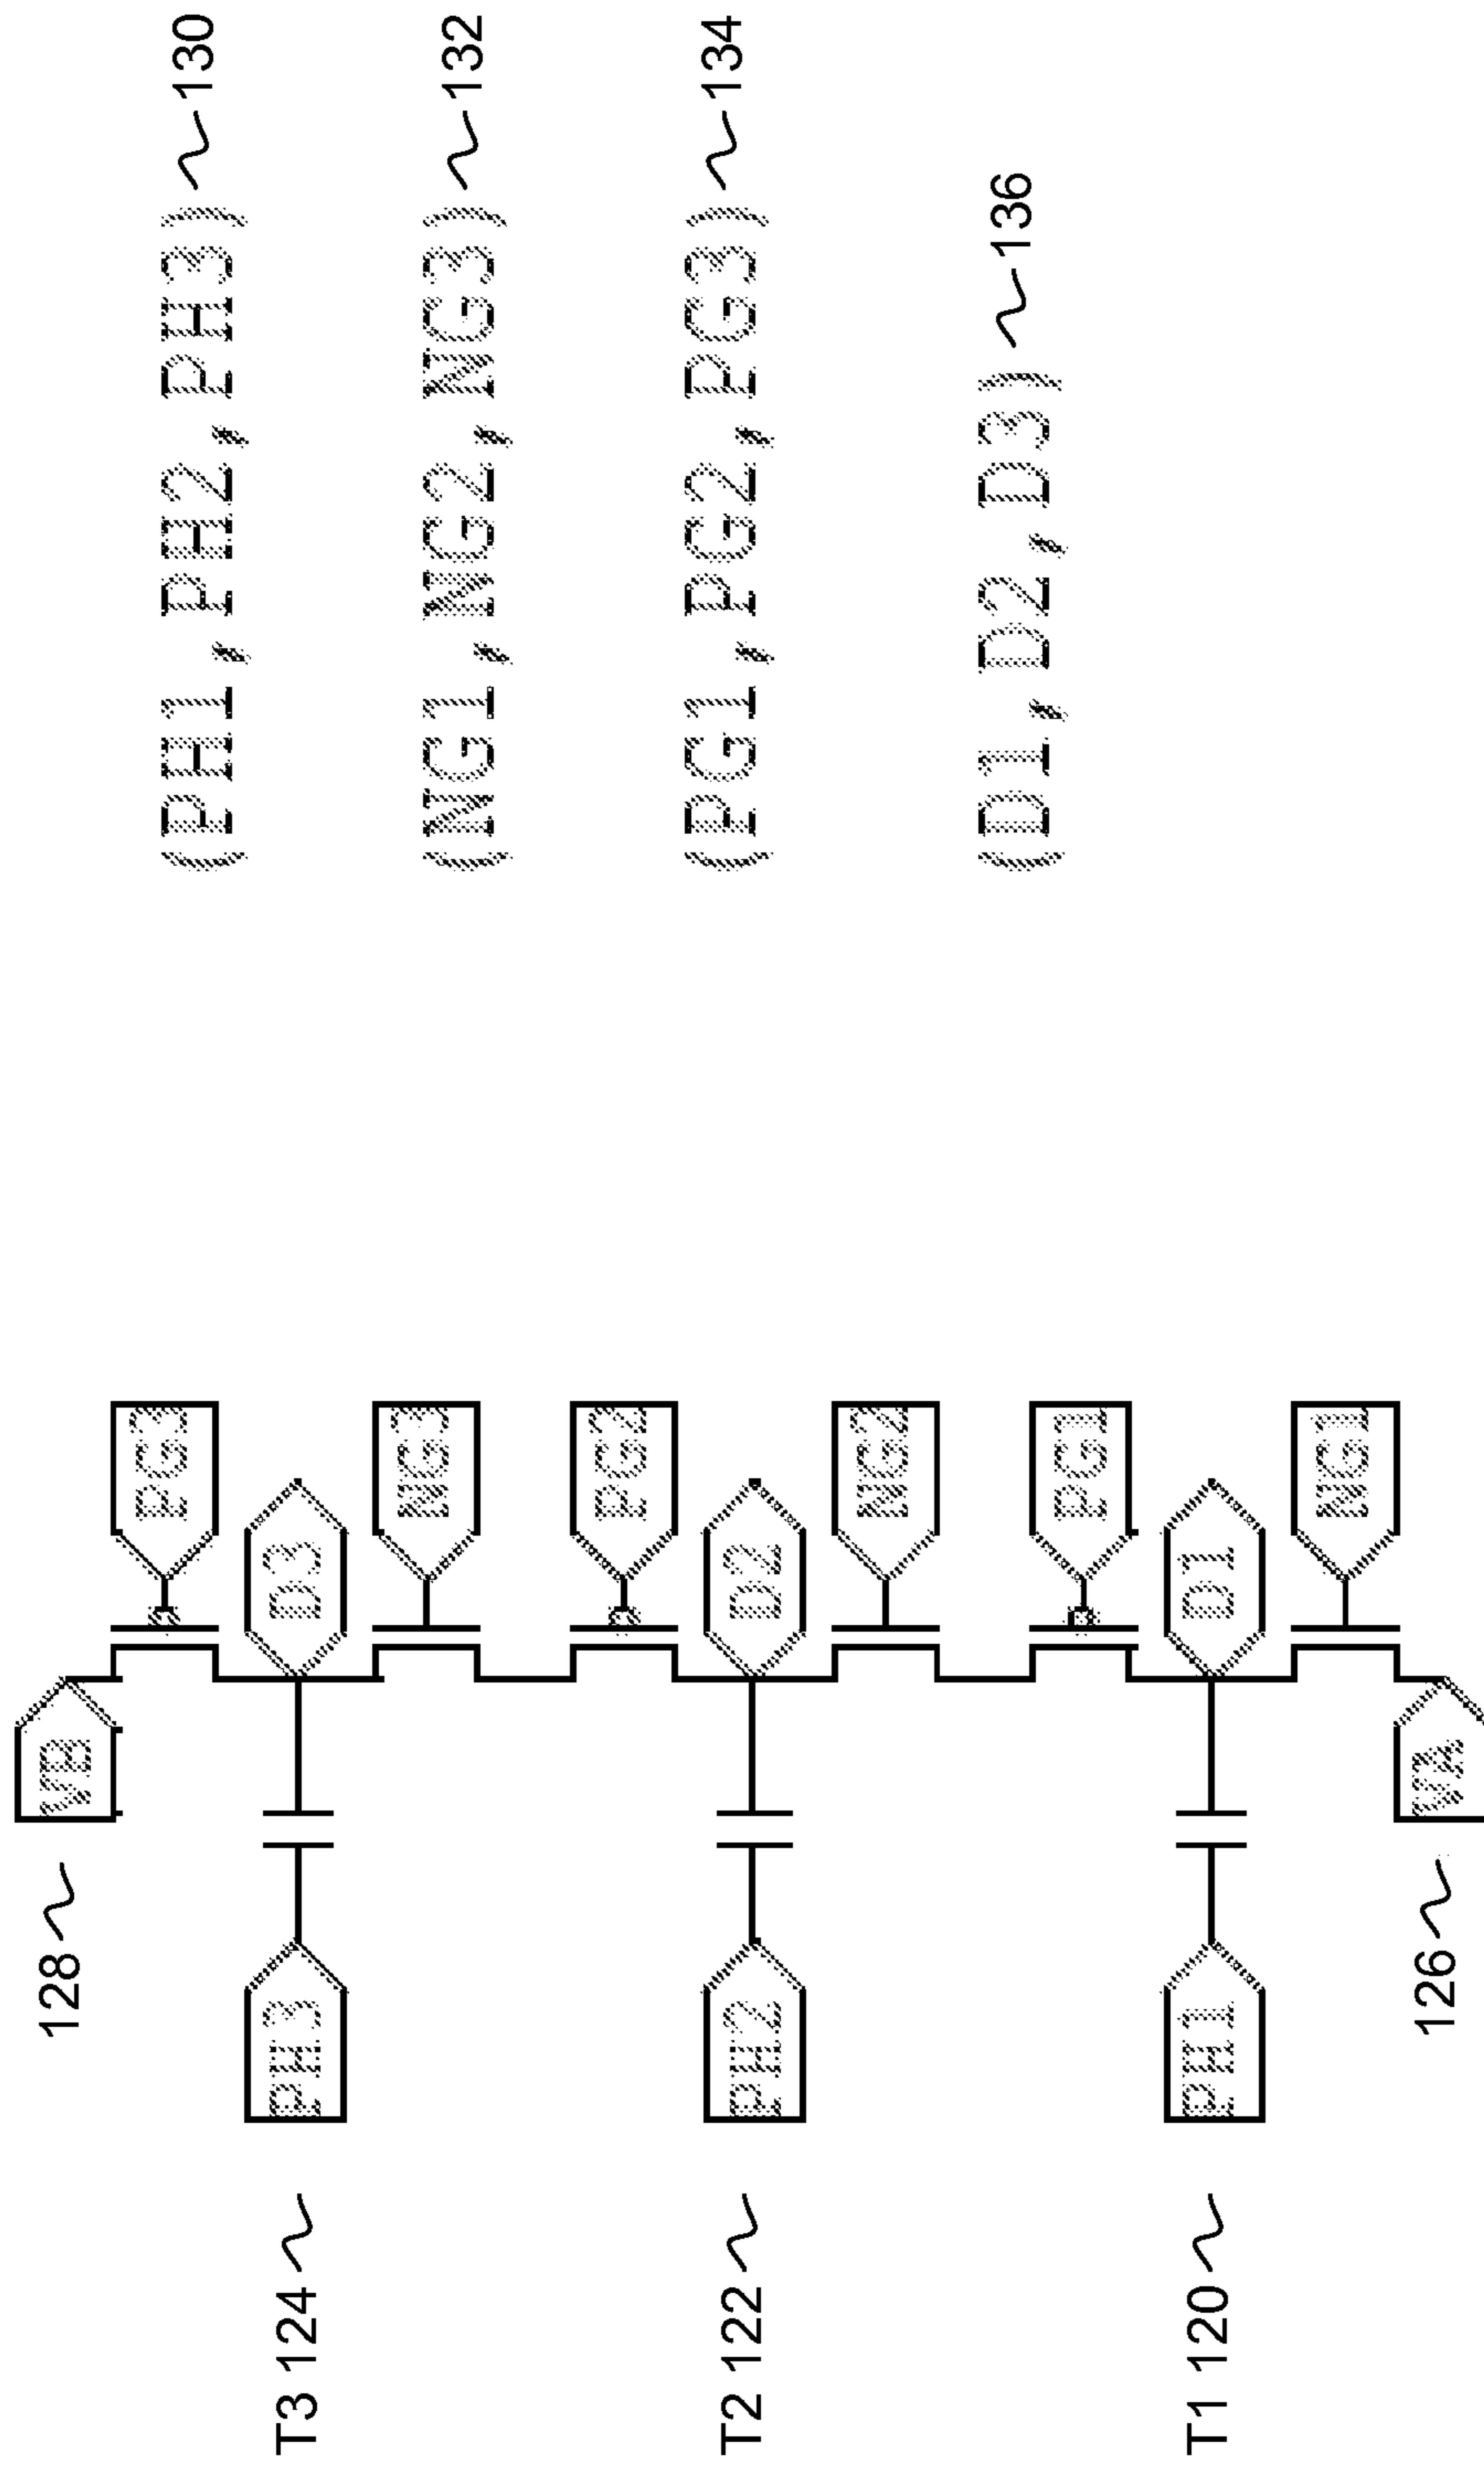 128 VB
PG3
(PH1,PH2,PH3) 130
T3 124 PH3 D3
NG3
(NG1,NG2,NG3) 132
PG2
(PG1,PG2,PG3) 134
T2 122 PH2 D2
NG2
(D1,D2,D3) 136
PG1
T1 120 PH1 D1
NG1
126 VA